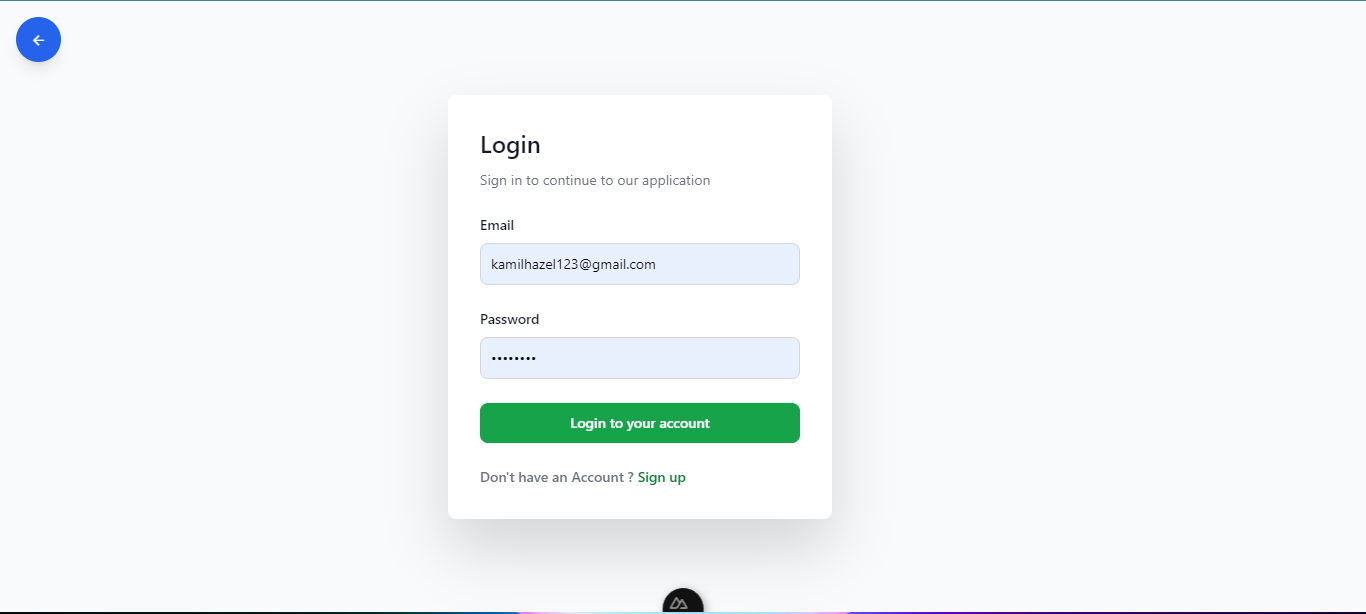 Login
Sign in to continue to our application
Email
kamilhazel123@gmail.com
Password
••••••••
Login to your account
Don't have an Account ? Sign up